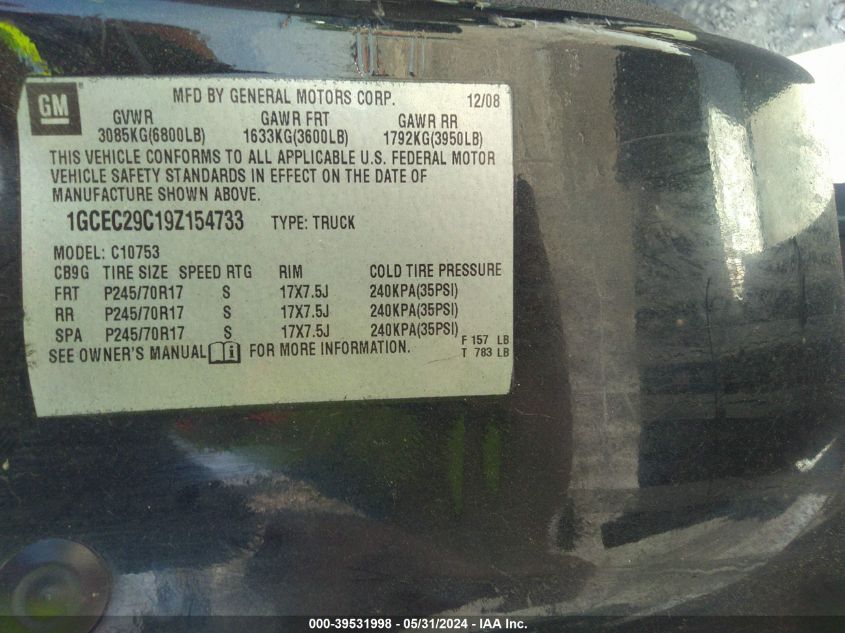 GM
MFD BY GENERAL MOTORS CORP. 12/08
GVWR GAWR FRT GAWR RR
3085KG(6800LB) 1633KG(3600LB) 1792KG(3950LB)
THIS VEHICLE CONFORMS TO ALL APPLICABLE U.S. FEDERAL MOTOR
VEHICLE SAFETY STANDARDS IN EFFECT ON THE DATE OF
MANUFACTURE SHOWN ABOVE.
1GCEC29C19Z154733 TYPE: TRUCK
MODEL: C10753
CB9G TIRE SIZE SPEED RTG RIM COLD TIRE PRESSURE
FRT P245/70R17 S 17X7.5J 240KPA(35PSI)
RR P245/70R17 S 17X7.5J 240KPA(35PSI)
SPA P245/70R17 S 17X7.5J 240KPA(35PSI)
SEE OWNER'S MANUAL FOR MORE INFORMATION.
F 157 LB
T 783 LB
000-39531998 - 05/31/2024 - IAA Inc.